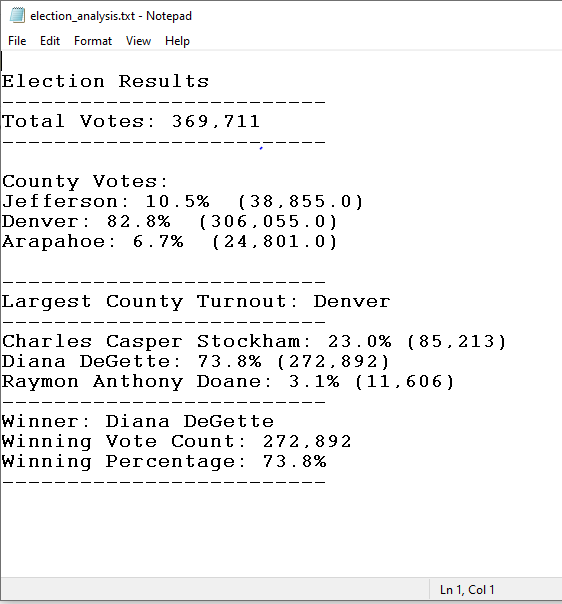 election_analysis.txt - Notepad
File Edit Format View Help
Election Results
-------------------------
Total Votes: 369,711
-------------------------
County Votes:
Jefferson: 10.5% (38,855.0)
Denver: 82.8% (306,055.0)
Arapahoe: 6.7% (24,801.0)
-------------------------
Largest County Turnout: Denver
-------------------------
Charles Casper Stockham: 23.0% (85,213)
Diana DeGette: 73.8% (272,892)
Raymon Anthony Doane: 3.1% (11,606)
-------------------------
Winner: Diana DeGette
Winning Vote Count: 272,892
Winning Percentage: 73.8%
-------------------------
Ln 1, Col 1